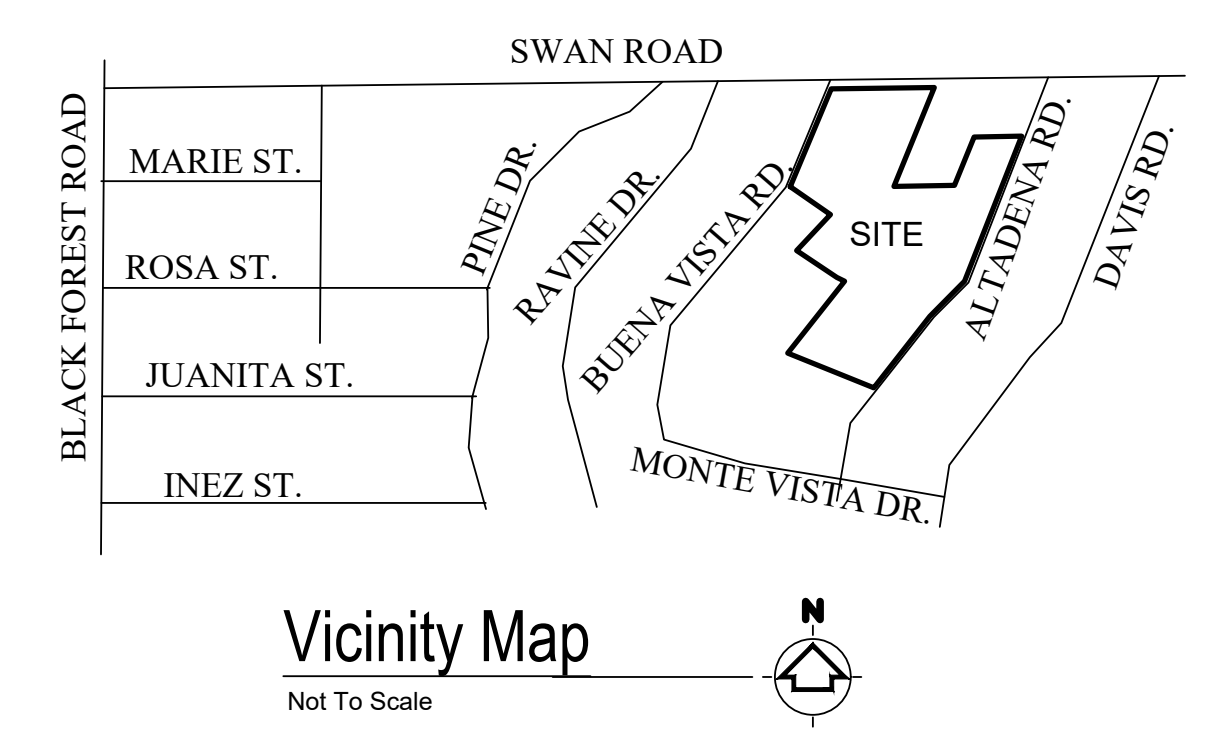 SWAN ROAD
BLACK FOREST ROAD
MARIE ST.
ROSA ST.
JUANITA ST.
INEZ ST.
PINE DR.
RAVINE DR.
BUENA VISTA RD.
SITE
ALTADENA RD.
DAVIS RD.
MONTE VISTA DR.
Vicinity Map
Not To Scale
N